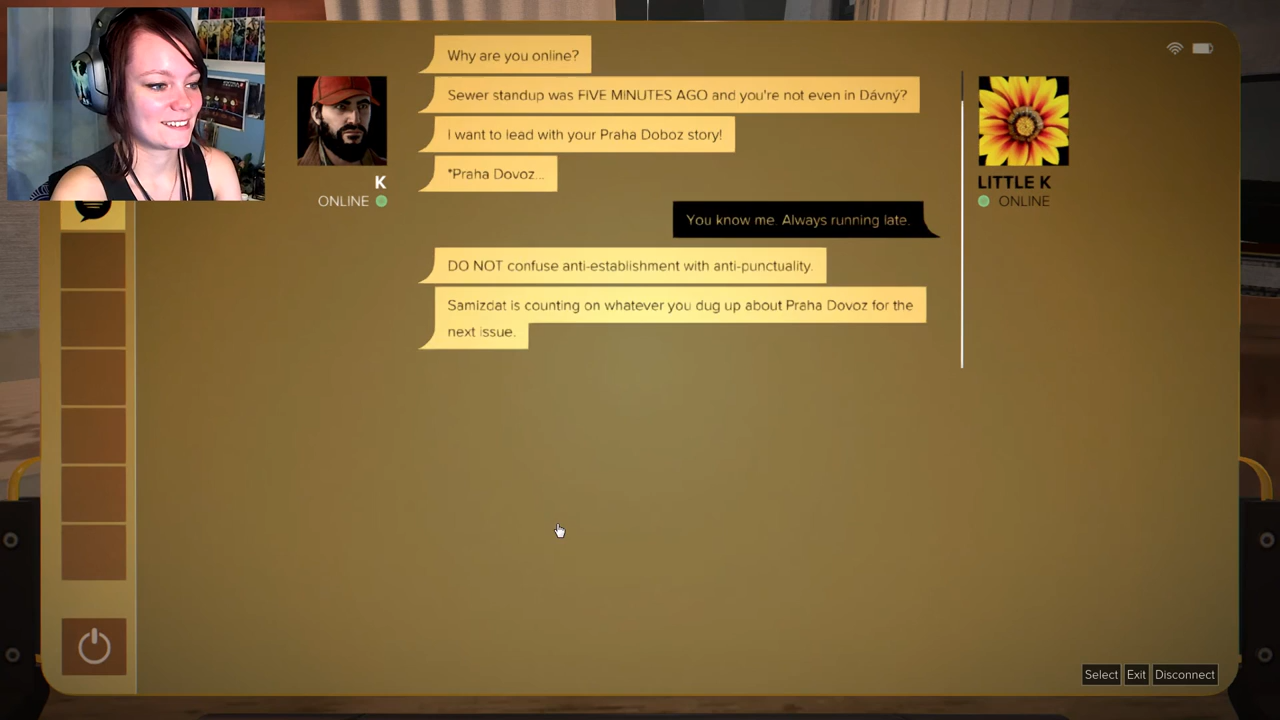 Why are you online?
Sewer standup was FIVE MINUTES AGO and you're not even in Dávný?
I want to lead with your Praha Doboz story!
*Praha Dovoz...
K
ONLINE
LITTLE K
ONLINE
You know me. Always running late.
DO NOT confuse anti-establishment with anti-punctuality.
Samizdat is counting on whatever you dug up about Praha Dovoz for the
next issue.
Select Exit Disconnect